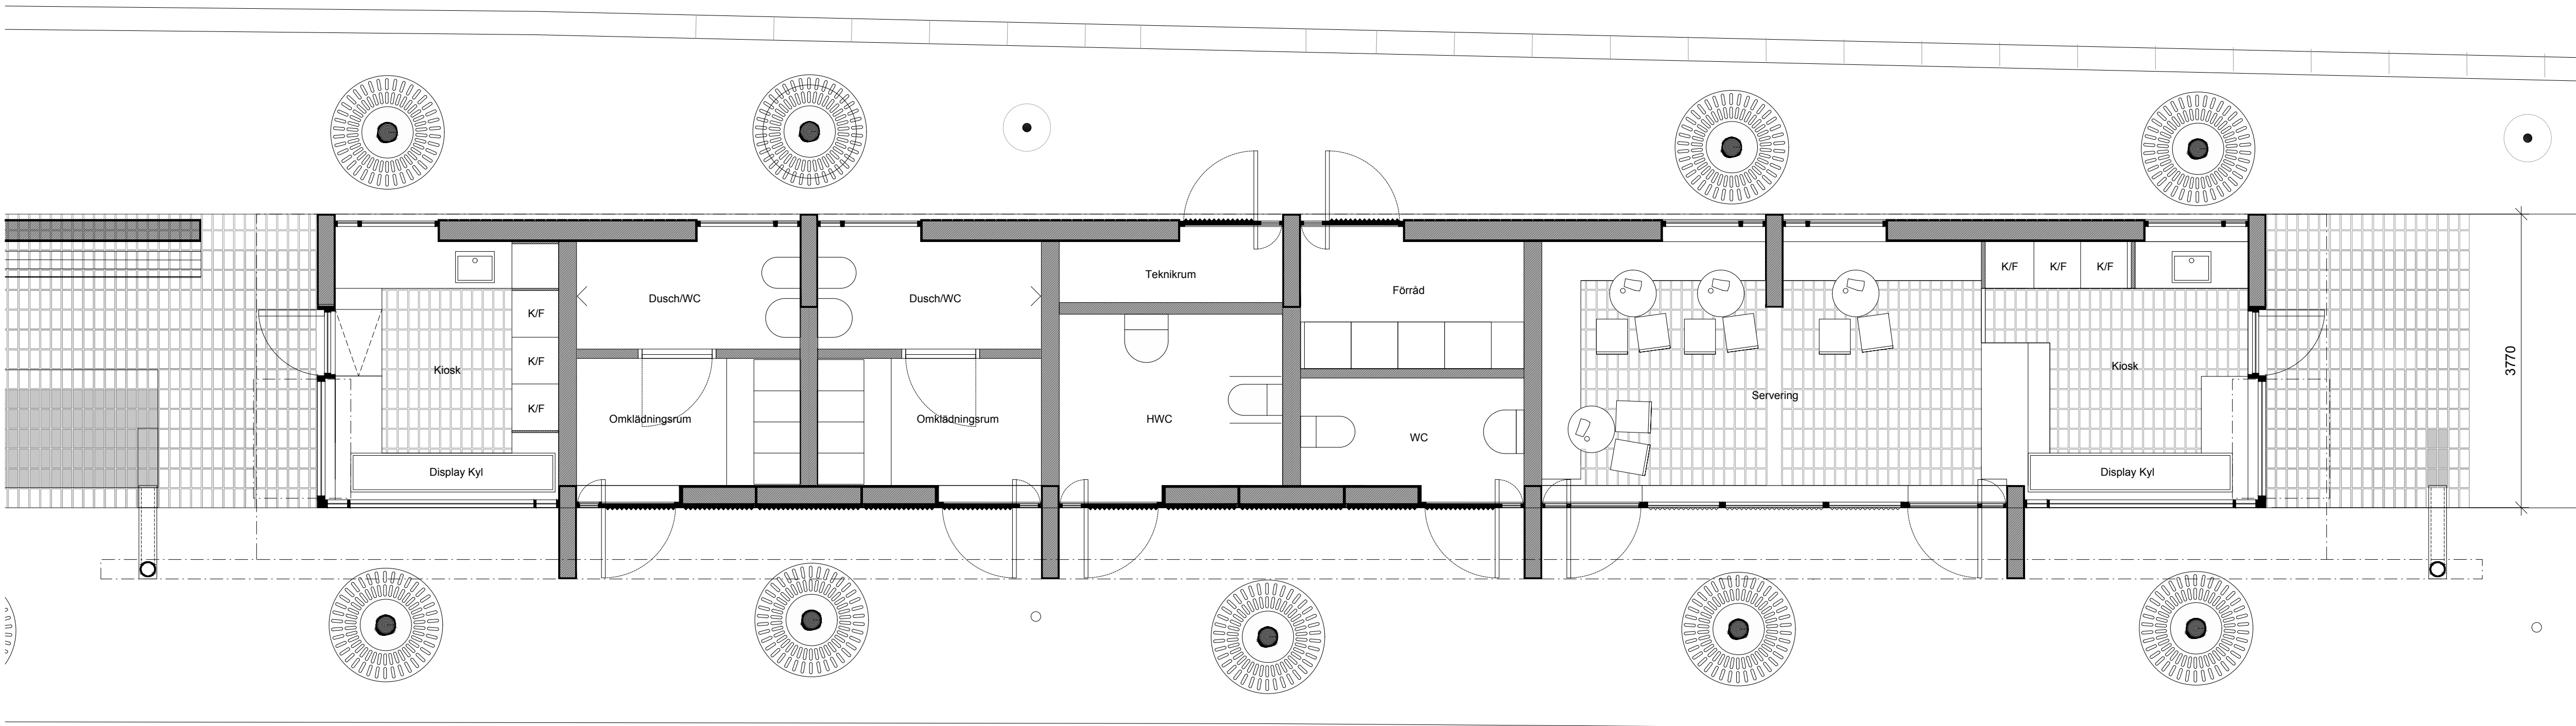 Teknikrum
Förråd
Dusch/WC
Dusch/WC
K/F
K/F
K/F
K/F
K/F
K/F
Kiosk
Kiosk
Servering
Omklädningsrum
Omklädningsrum
HWC
WC
Display Kyl
Display Kyl
3770